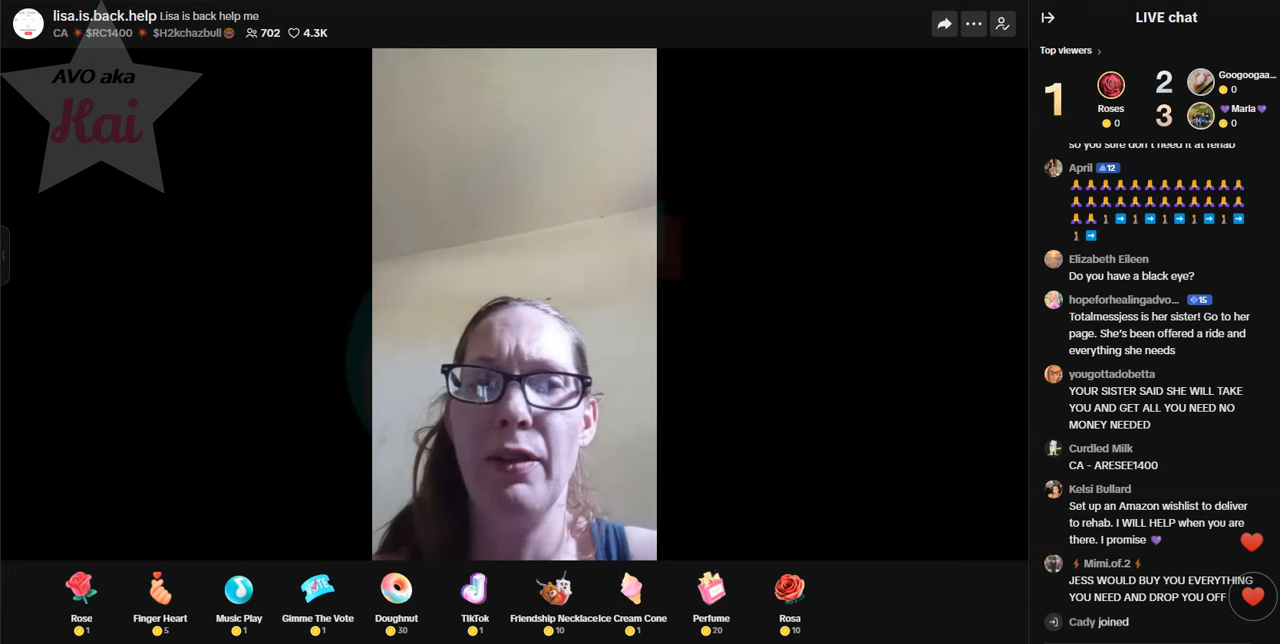 lisa.is.back.help Lisa is back help me
CA $RC1400 $H2kchazbull 702 4.3K
AVO aka
Kai
LIVE chat
Top viewers >
1
Roses
0
2
Googoogaa...
0
3
Marla
0
so you sure don't need it at rehab
April 12
Elizabeth Eileen
Do you have a black eye?
hopeforhealingadvo... 15
Totalmessjess is her sister! Go to her
page. She's been offered a ride and
everything she needs
yougottadobetta
YOUR SISTER SAID SHE WILL TAKE
YOU AND GET ALL YOU NEED NO
MONEY NEEDED
Curdled Milk
CA - ARESEE1400
Kelsi Bullard
Set up an Amazon wishlist to deliver
to rehab. I WILL HELP when you are
there. I promise 💜
⚡Mimi.of.2⚡
JESS WOULD BUY YOU EVERYTHING
YOU NEED AND DROP YOU OFF
Cady joined
Rose Finger Heart Music Play Gimme The Vote Doughnut TikTok Friendship Necklace Ice Cream Cone Perfume Rosa
1 5 1 1 30 1 10 1 20 10